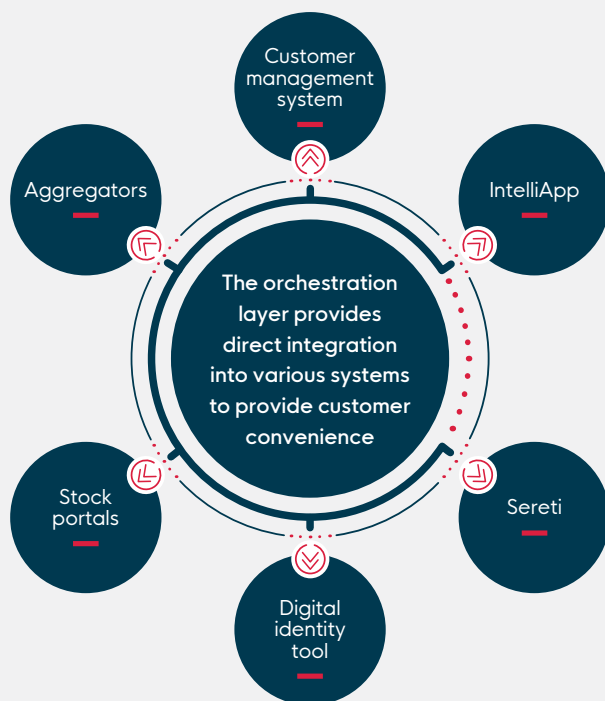 Customer
management
system
Aggregators
IntelliApp
The orchestration
layer provides
direct integration
into various systems
to provide customer
convenience
Stock
portals
Sereti
Digital
identity
tool